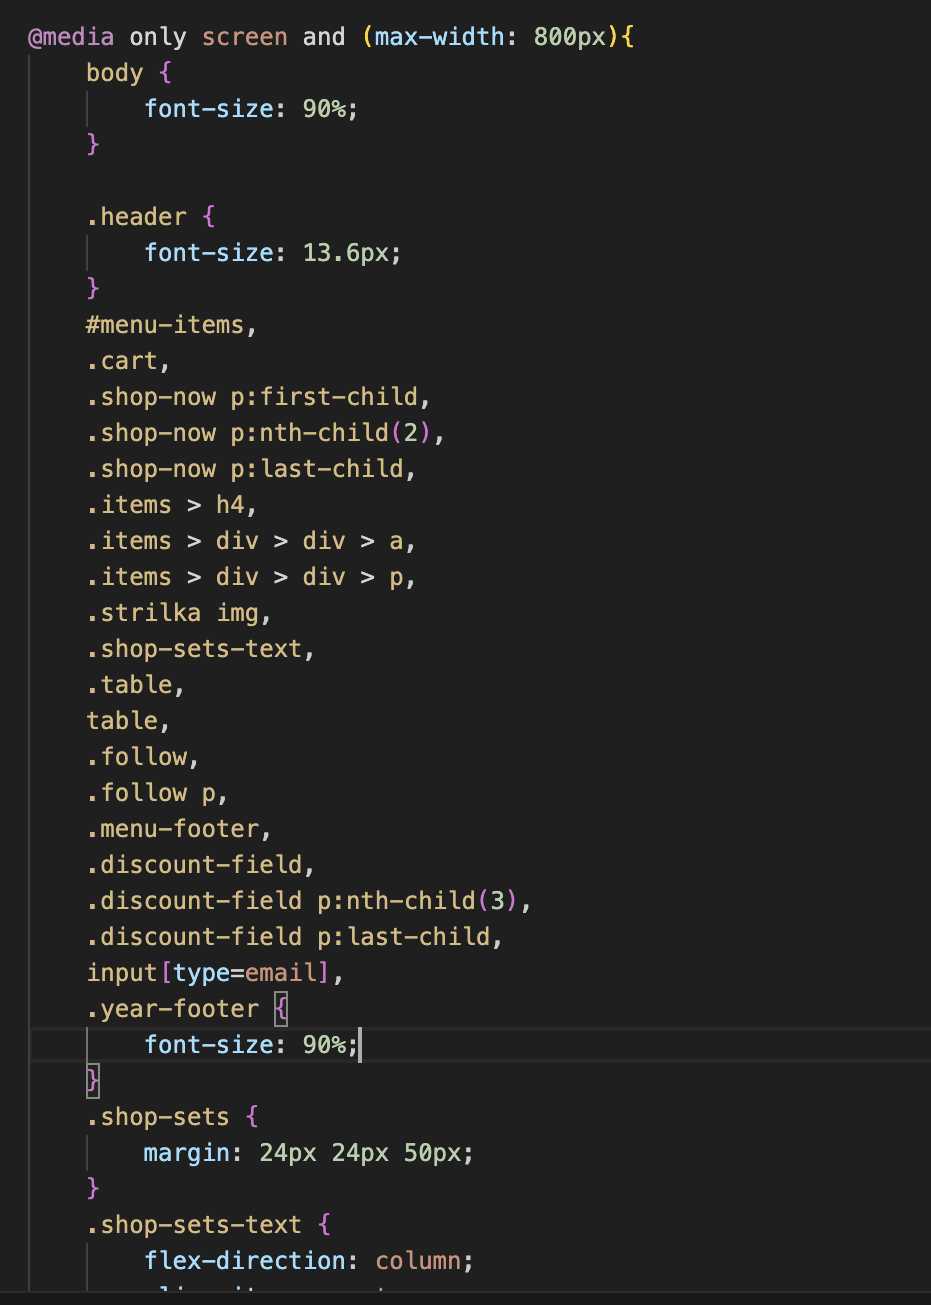 @media only screen and (max-width: 800px){
    body {
        font-size: 90%;
    }

    .header {
        font-size: 13.6px;
    }
    #menu-items,
    .cart,
    .shop-now p:first-child,
    .shop-now p:nth-child(2),
    .shop-now p:last-child,
    .items > h4,
    .items > div > div > a,
    .items > div > div > p,
    .strilka img,
    .shop-sets-text,
    .table,
    table,
    .follow,
    .follow p,
    .menu-footer,
    .discount-field,
    .discount-field p:nth-child(3),
    .discount-field p:last-child,
    input[type=email],
    .year-footer {
        font-size: 90%;
    }
    .shop-sets {
        margin: 24px 24px 50px;
    }
    .shop-sets-text {
        flex-direction: column;